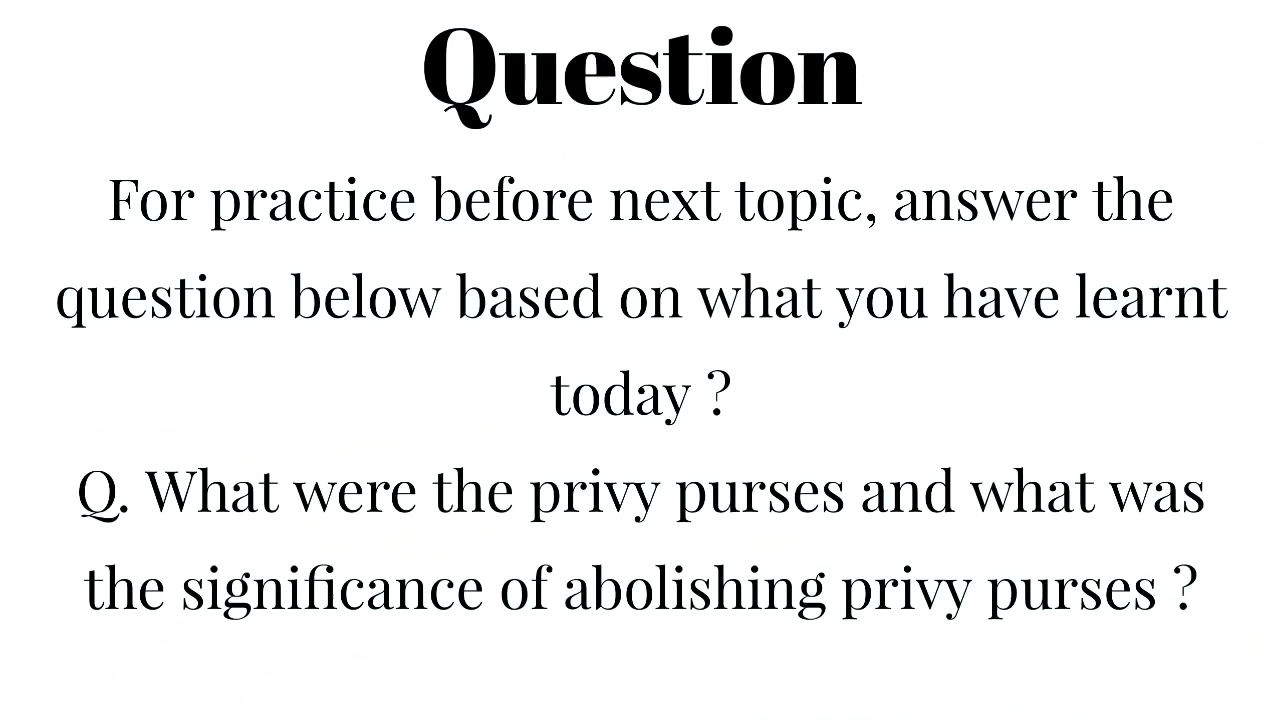 Question
For practice before next topic, answer the
question below based on what you have learnt
today ?
Q. What were the privy purses and what was
the significance of abolishing privy purses ?